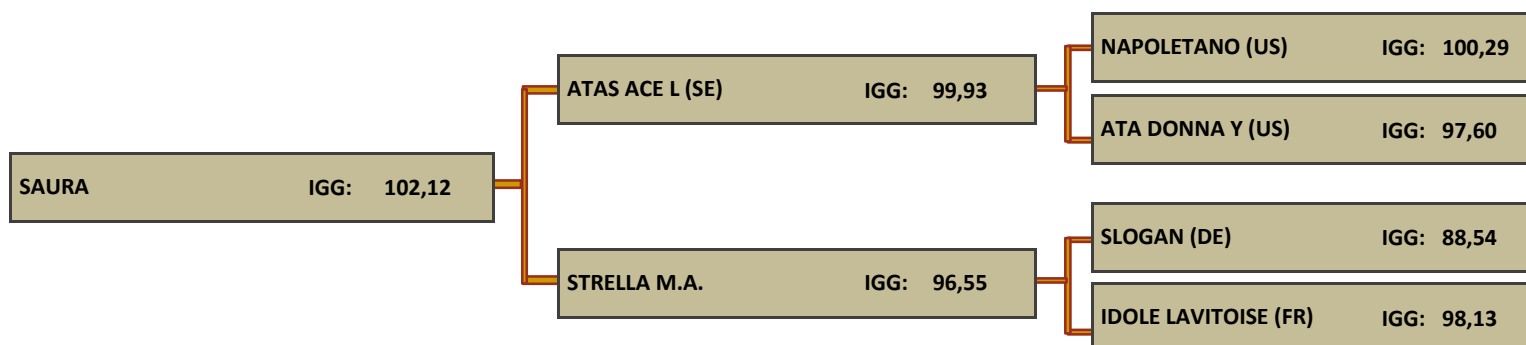 NAPOLETANO (US) IGG: 100,29
ATAS ACE L (SE) IGG: 99,93
ATA DONNA Y (US) IGG: 97,60
SAURA IGG: 102,12
SLOGAN (DE) IGG: 88,54
STRELLA M.A. IGG: 96,55
IDOLE LAVITOISE (FR) IGG: 98,13